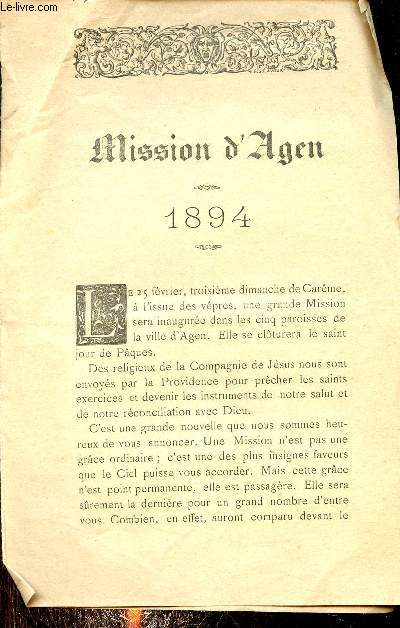 © Le-livre.com
Mission d'Agen
1894
LE 25 février, troisième dimanche de Carême,
à l'issue des vêpres, une grande Mission
sera inaugurée dans les cinq paroisses de
la ville d'Agen. Elle se clôturera le saint
jour de Pâques.
Des religieux de la Compagnie de Jésus nous sont
envoyés par la Providence pour prêcher les saints
exercices et devenir les instruments de notre salut et
de notre réconciliation avec Dieu.
C'est une grande nouvelle que nous sommes heu-
reux de vous annoncer. Une Mission n'est pas une
grâce ordinaire ; c'est une des plus insignes faveurs
que le Ciel puisse vous accorder. Mais cette grâce
n'est point permanente, elle est passagère. Elle sera
sûrement la dernière pour un grand nombre d'entre
vous Combien, en effet, auront comparu devant le